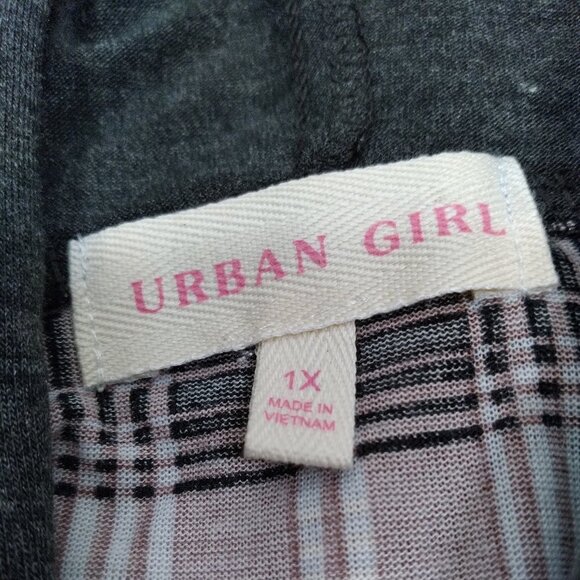 URBAN GIRL
1X
MADE IN
VIETNAM